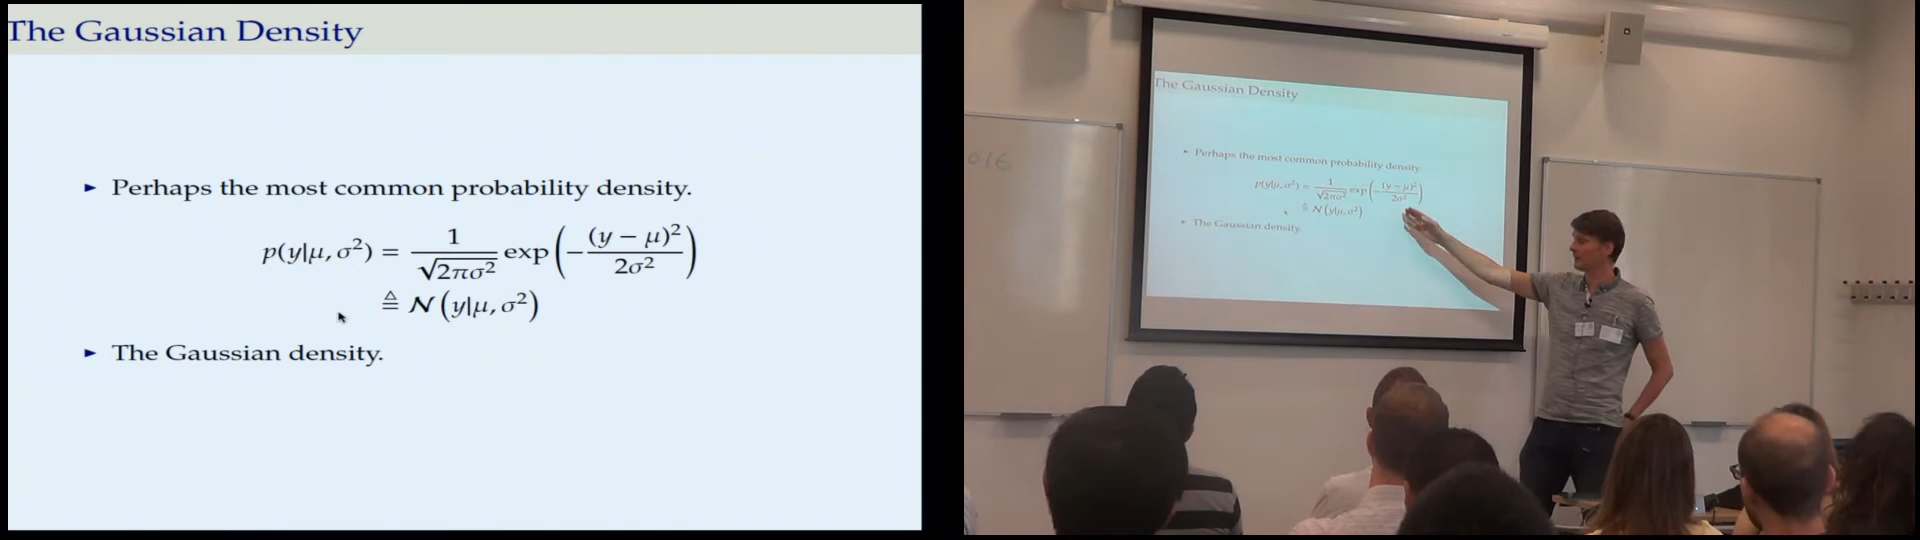 The Gaussian Density
► Perhaps the most common probability density.
p(y|μ, σ²) = 1/√2πσ² exp(−(y − μ)²/2σ²)
≜ N(y|μ, σ²)
► The Gaussian density.
The Gaussian Density
► Perhaps the most common probability density.
p(y|μ, σ²) = 1/√2πσ² exp(−(y − μ)²/2σ²)
≜ N(y|μ, σ²)
► The Gaussian density.
016